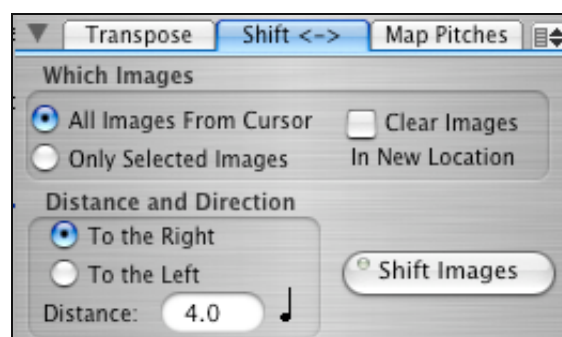 Transpose Shift <-> Map Pitches
Which Images
All Images From Cursor Clear Images
Only Selected Images In New Location
Distance and Direction
To the Right
To the Left Shift Images
Distance: 4.0